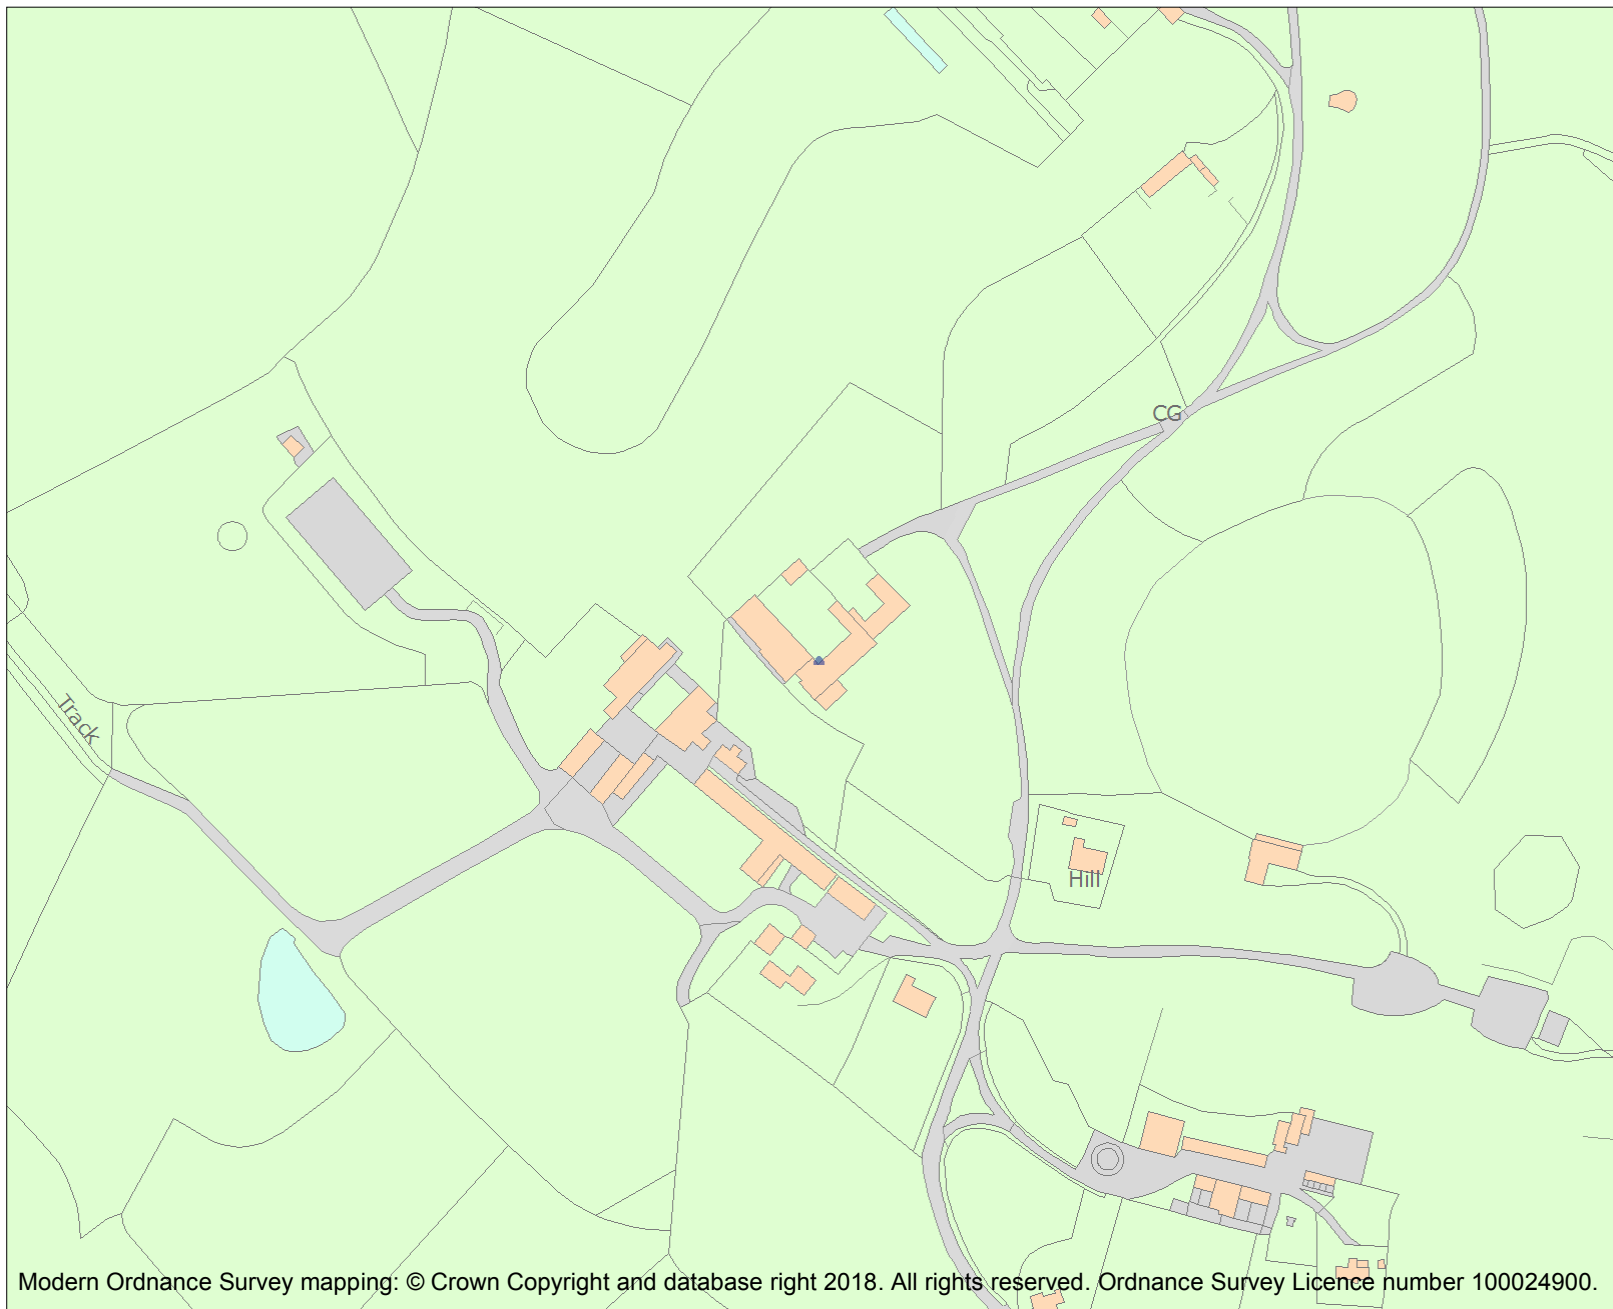 CG
Track
Hill
Modern Ordnance Survey mapping: © Crown Copyright and database right 2018. All rights reserved. Ordnance Survey Licence number 100024900.